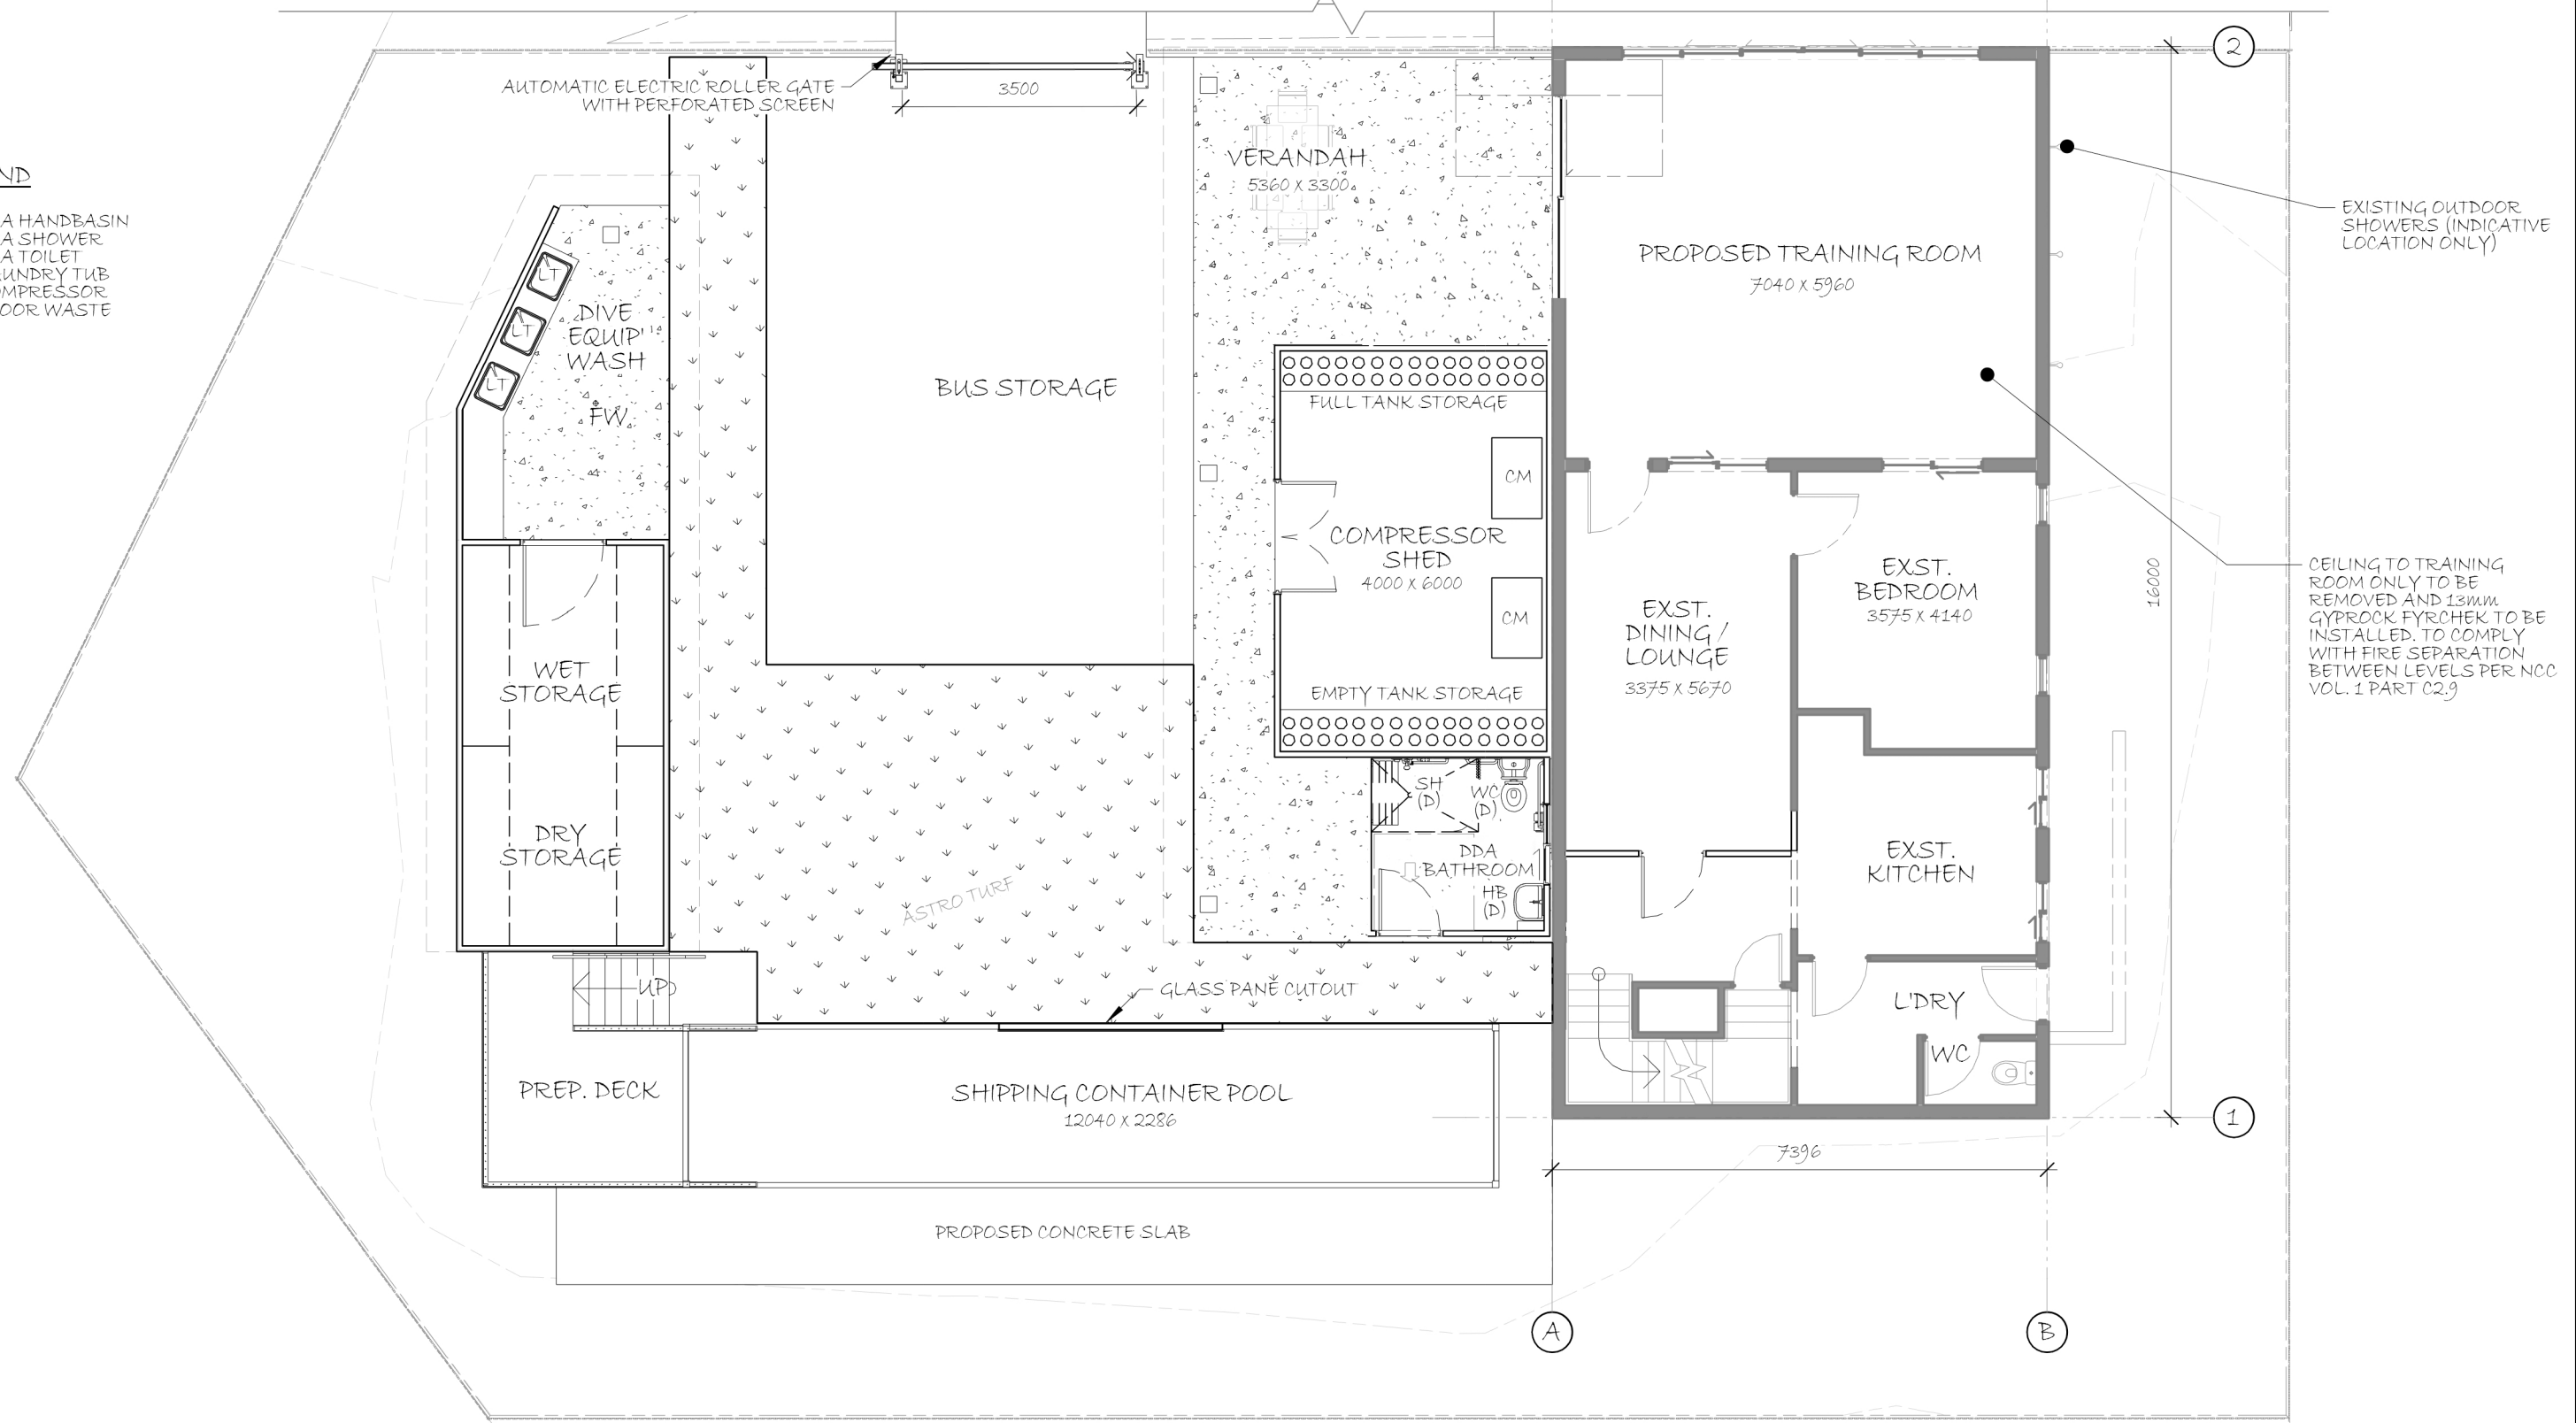 ND
A HANDBASIN
A SHOWER
A TOILET
UNDRY TUB
OMPRESSOR
OOR WASTE
AUTOMATIC ELECTRIC ROLLER GATE
WITH PERFORATED SCREEN
3500
VERANDAH
5360 X 3300
2
PROPOSED TRAINING ROOM
7040 X 5960
EXISTING OUTDOOR
SHOWERS (INDICATIVE
LOCATION ONLY)
LT
LT
LT
DIVE
EQUIP'
WASH
FW
BUS STORAGE
FULL TANK STORAGE
CM
COMPRESSOR
SHED
4000 X 6000
CM
EMPTY TANK STORAGE
EXST.
DINING /
LOUNGE
3375 X 5670
EXST.
BEDROOM
3575 X 4140
16000
CEILING TO TRAINING
ROOM ONLY TO BE
REMOVED AND 13mm
GYPROCK FYRCHEK TO BE
INSTALLED. TO COMPLY
WITH FIRE SEPARATION
BETWEEN LEVELS PER NCC
VOL. 1 PART C2.9
WET
STORAGE
DRY
STORAGE
ASTRO TURF
SH
(D)
WC
(D)
DDA
BATHROOM
HB
(D)
EXST.
KITCHEN
UP
GLASS PANE CUTOUT
L'DRY
WC
PREP. DECK
SHIPPING CONTAINER POOL
12040 X 2286
1
7396
PROPOSED CONCRETE SLAB
A
B